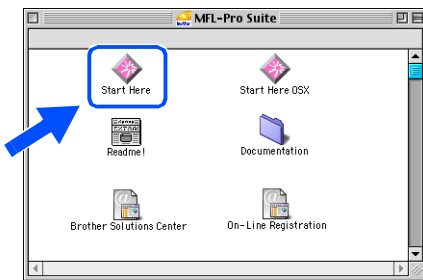 MFL-Pro Suite
Start Here
Start Here OSX
Readme!
Documentation
Brother Solutions Center
On-Line Registration